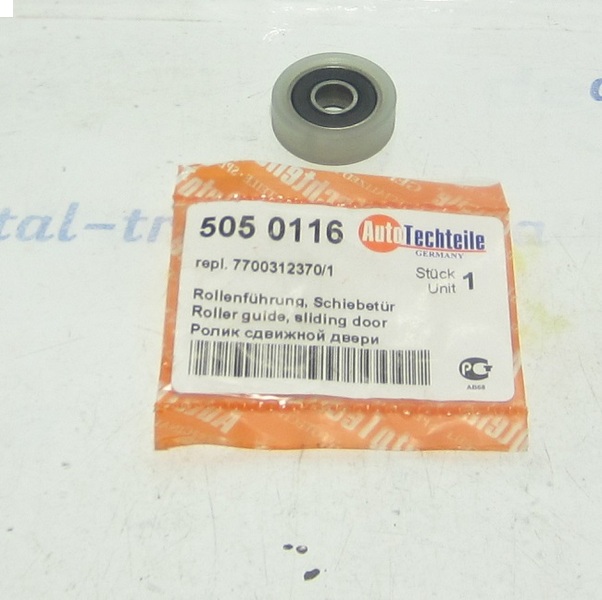 505 0116
AutoTechteile
GERMANY
repl. 7700312370/1
Stück
Unit 1
Rollenführung, Schiebetür
Roller guide, sliding door
Ролик сдвижной двери
АВ68